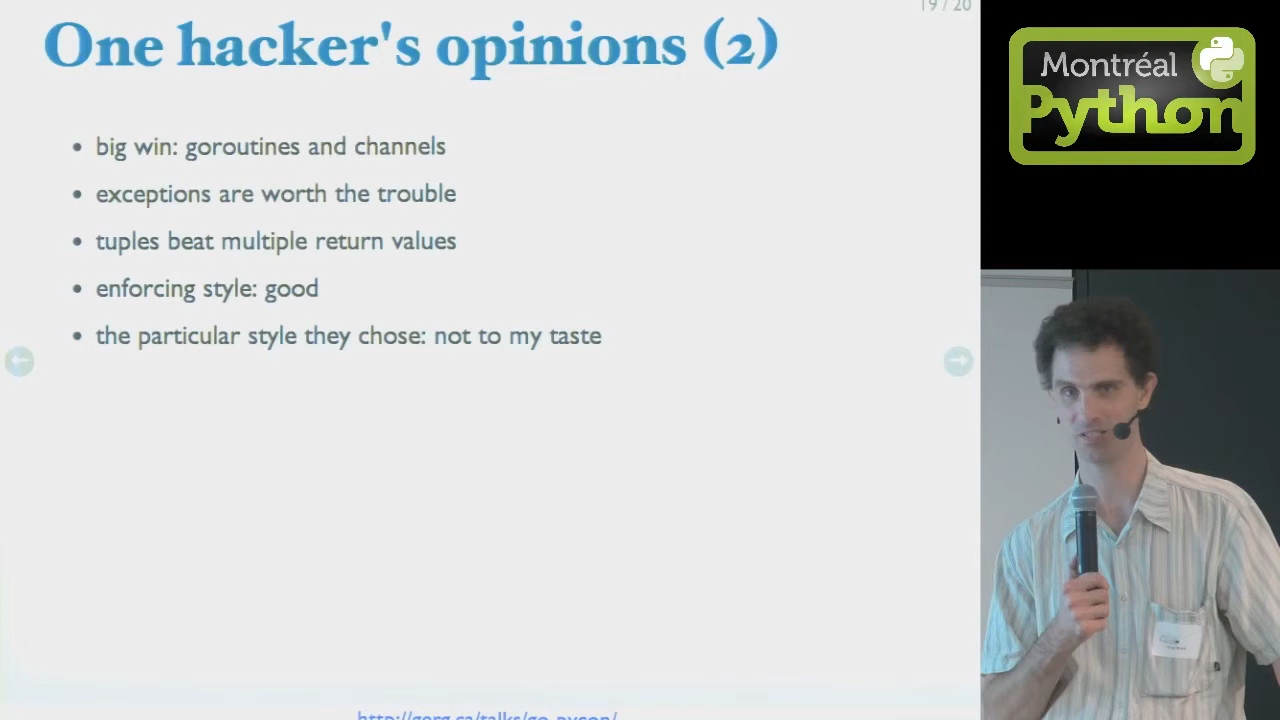 19 / 20
One hacker's opinions (2)
big win: goroutines and channels
exceptions are worth the trouble
tuples beat multiple return values
enforcing style: good
the particular style they chose: not to my taste
Montréal
Python